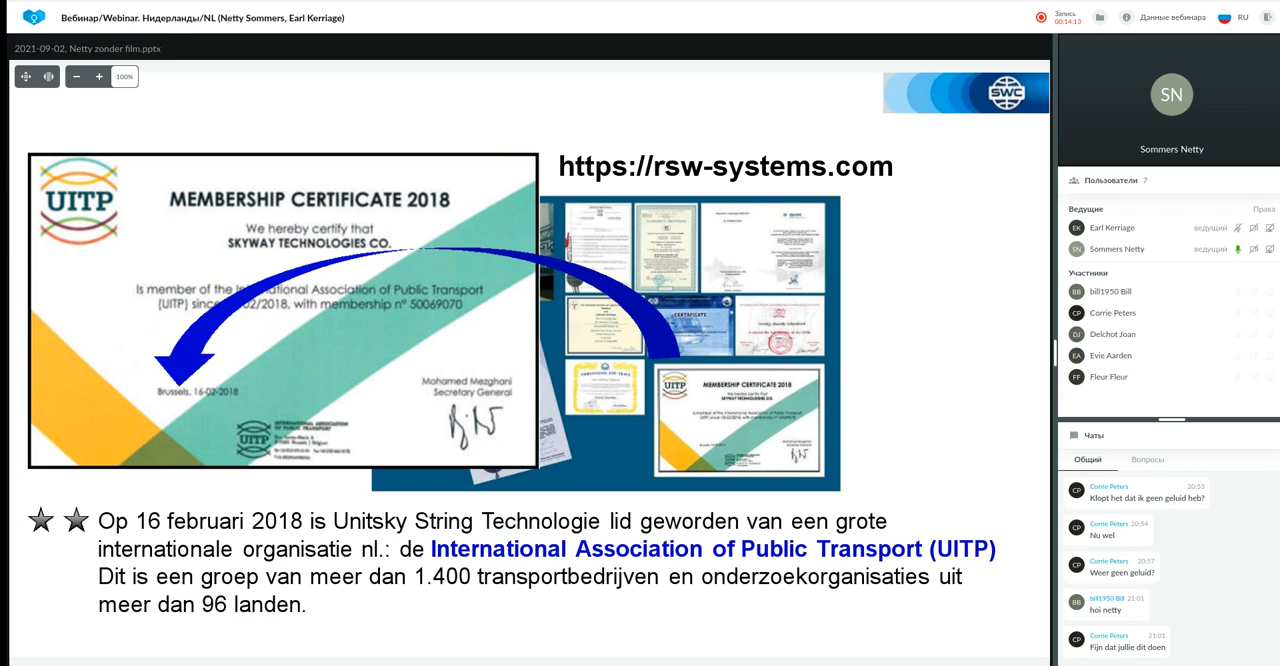 Вебинар/Webinar. Нидерланды/NL (Netty Sommers, Earl Kerriage)
Запись
00:14:13
Данные вебинара
RU
2021-09-02, Netty zonder film.pptx
100%
SWC
https://rsw-systems.com
UITP
MEMBERSHIP CERTIFICATE 2018
We hereby certify that
SKYWAY TECHNOLOGIES CO.
Is member of the International Association of Public Transport
(UITP) since 02/2018, with membership n° 50069070
Brussels, 16-02-2018
Mohamed Mezghani
Secretary General
UITP
CERTIFICATE
UITP
MEMBERSHIP CERTIFICATE 2018
We hereby certify that
SKYWAY TECHNOLOGIES CO.
Op 16 februari 2018 is Unitsky String Technologie lid geworden van een grote
internationale organisatie nl.: de International Association of Public Transport (UITP)
Dit is een groep van meer dan 1.400 transportbedrijven en onderzoekorganisaties uit
meer dan 96 landen.
SN
Sommers Netty
Пользователи 7
Ведущие Права
EK Earl Kerriage ведущий
SN Sommers Netty ведущий
Участники
BB bill1950 Bill
CP Corrie Peters
DJ Delchot Joan
EA Evie Aarden
FF Fleur Fleur
Чаты
Общий Вопросы
CP Corrie Peters 20:53
Klopt het dat ik geen geluid heb?
CP Corrie Peters 20:54
Nu wel
CP Corrie Peters 20:57
Weer geen geluid?
BB bill1950 Bill 21:01
hoi netty
CP Corrie Peters 21:01
Fijn dat jullie dit doen